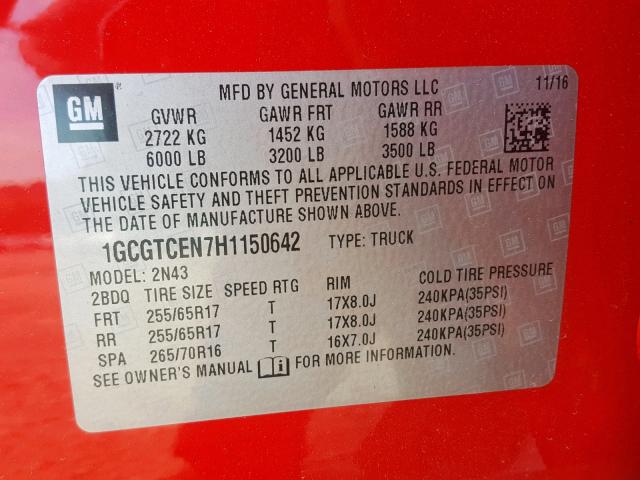 GM
MFD BY GENERAL MOTORS LLC 11/16
GVWR GAWR FRT GAWR RR
2722 KG 1452 KG 1588 KG
6000 LB 3200 LB 3500 LB
THIS VEHICLE CONFORMS TO ALL APPLICABLE U.S. FEDERAL MOTOR
VEHICLE SAFETY AND THEFT PREVENTION STANDARDS IN EFFECT ON
THE DATE OF MANUFACTURE SHOWN ABOVE.
1GCGTCEN7H1150642 TYPE: TRUCK
MODEL: 2N43
2BDQ TIRE SIZE SPEED RTG RIM COLD TIRE PRESSURE
FRT 255/65R17 T 17X8.0J 240KPA(35PSI)
RR 255/65R17 T 17X8.0J 240KPA(35PSI)
SPA 265/70R16 T 16X7.0J 240KPA(35PSI)
SEE OWNER'S MANUAL i FOR MORE INFORMATION.